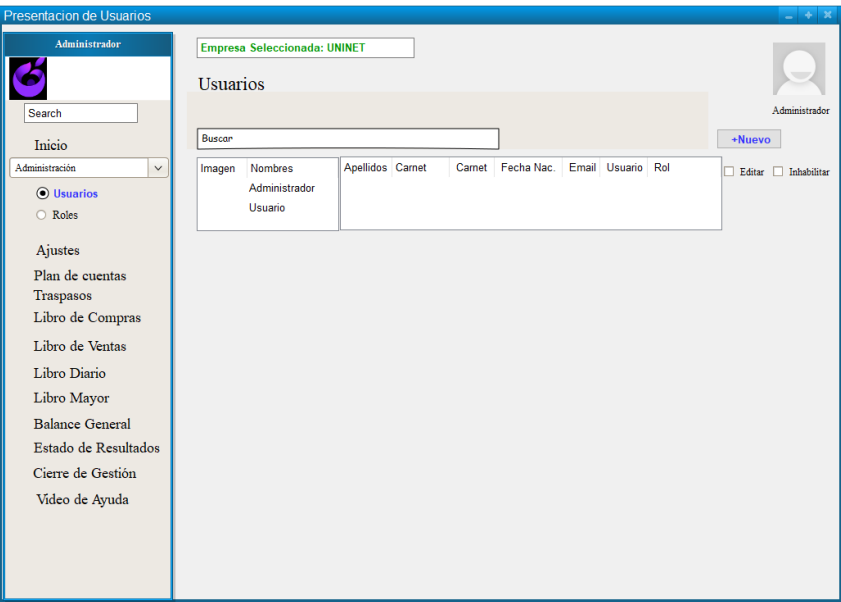 Presentacion de Usuarios
Administrador
Search
Inicio
Administración
Usuarios
Roles
Ajustes
Plan de cuentas
Traspasos
Libro de Compras
Libro de Ventas
Libro Diario
Libro Mayor
Balance General
Estado de Resultados
Cierre de Gestión
Video de Ayuda
Empresa Seleccionada: UNINET
Administrador
Usuarios
Buscar
+Nuevo
Imagen Nombres Apellidos Carnet Carnet Fecha Nac. Email Usuario Rol
Editar Inhabilitar
Administrador
Usuario